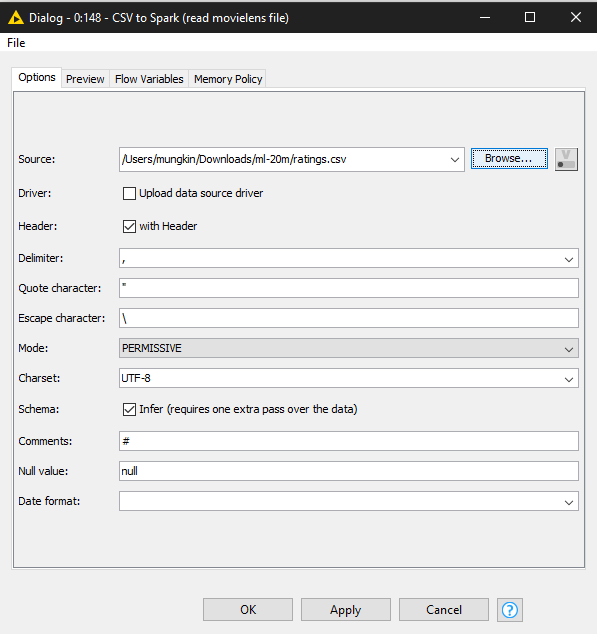 Dialog - 0:148 - CSV to Spark (read movielens file)
File
Options Preview Flow Variables Memory Policy
Source: /Users/mungkin/Downloads/ml-20m/ratings.csv Browse... V
Driver: Upload data source driver
Header: with Header
Delimiter: ,
Quote character: "
Escape character: \
Mode: PERMISSIVE
Charset: UTF-8
Schema: Infer (requires one extra pass over the data)
Comments: #
Null value: null
Date format:
OK Apply Cancel ?